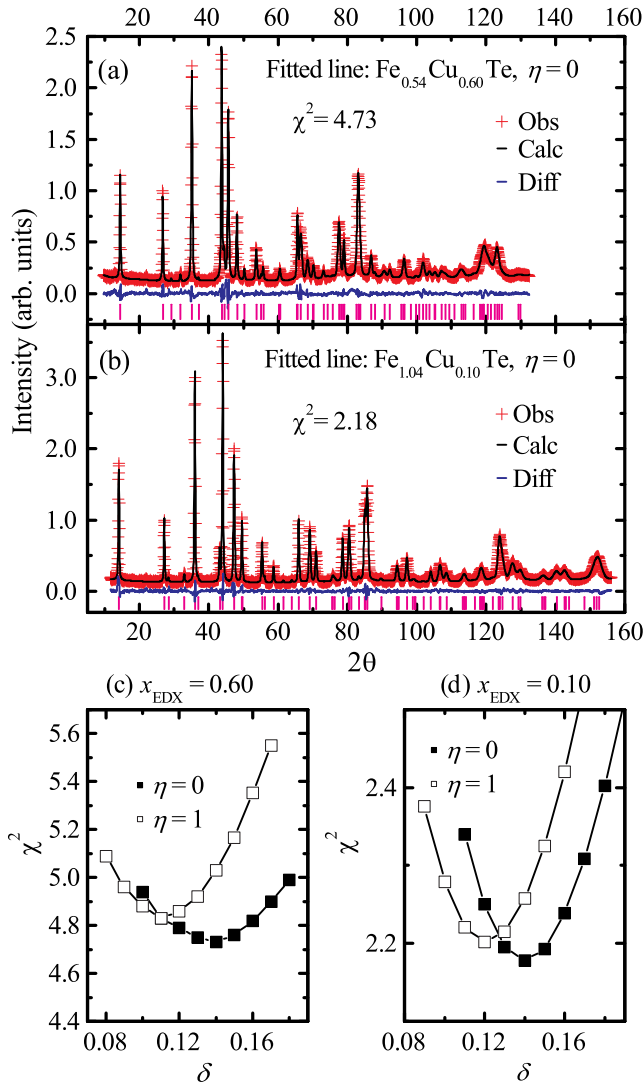 0 20 40 60 80 100 120 140 160
2.5
(a) Fitted line: Fe0.54Cu0.60Te, η = 0
2.0
χ2 = 4.73
Obs
1.5
Calc
1.0
Diff
0.5
0.0
Intensity (arb. units)
(b) Fitted line: Fe1.04Cu0.10Te, η = 0
3.0
χ2 = 2.18
Obs
2.0
Calc
Diff
1.0
0.0
20 40 60 80 100 120 140 160
2θ
(c) xEDX = 0.60
5.6
η = 0
5.4
η = 1
5.2
χ2
5.0
4.8
4.6
4.4
0.08 0.12 0.16
δ
(d) xEDX = 0.10
η = 0
2.4
η = 1
χ2
2.2
0.08 0.12 0.16
δ